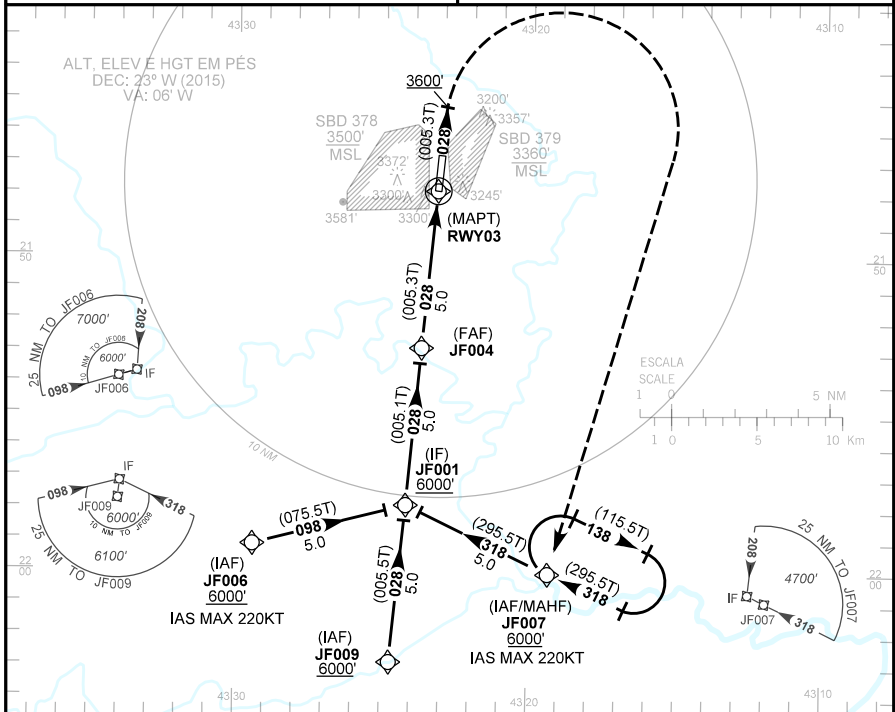 43 30
43 20
43 10
ALT, ELEV E HGT EM PÉS
DEC: 23º W (2015)
VA: 06' W
3600'
SBD 378
3500'
MSL
3372'
3300'
3581'
3300'
3200'
3357'
SBD 379
3360'
MSL
3245'
(005.3T)
028
(MAPT)
RWY03
21
50
21
50
(005.3T)
028
5.0
(FAF)
JF004
25 NM TO JF006
7000'
208
10 NM TO JF006
6000'
098
IF
JF006
ESCALA
SCALE
1 0 5 NM
1 0 5 10 Km
(005.1T)
028
5.0
10 NM
(IF)
JF001
6000'
IF
098
318
JF009
6000'
10 NM TO JF009
6100'
25 NM TO JF009
(075.5T)
098
5.0
(295.5T)
318
5.0
(115.5T)
138
(295.5T)
318
25 NM TO JF007
208
4700'
IF
JF007
318
22
00
22
00
(IAF)
JF006
6000'
IAS MAX 220KT
(005.5T)
028
5.0
(IAF)
JF009
6000'
(IAF/MAHF)
JF007
6000'
IAS MAX 220KT
43 30
43 20
43 10